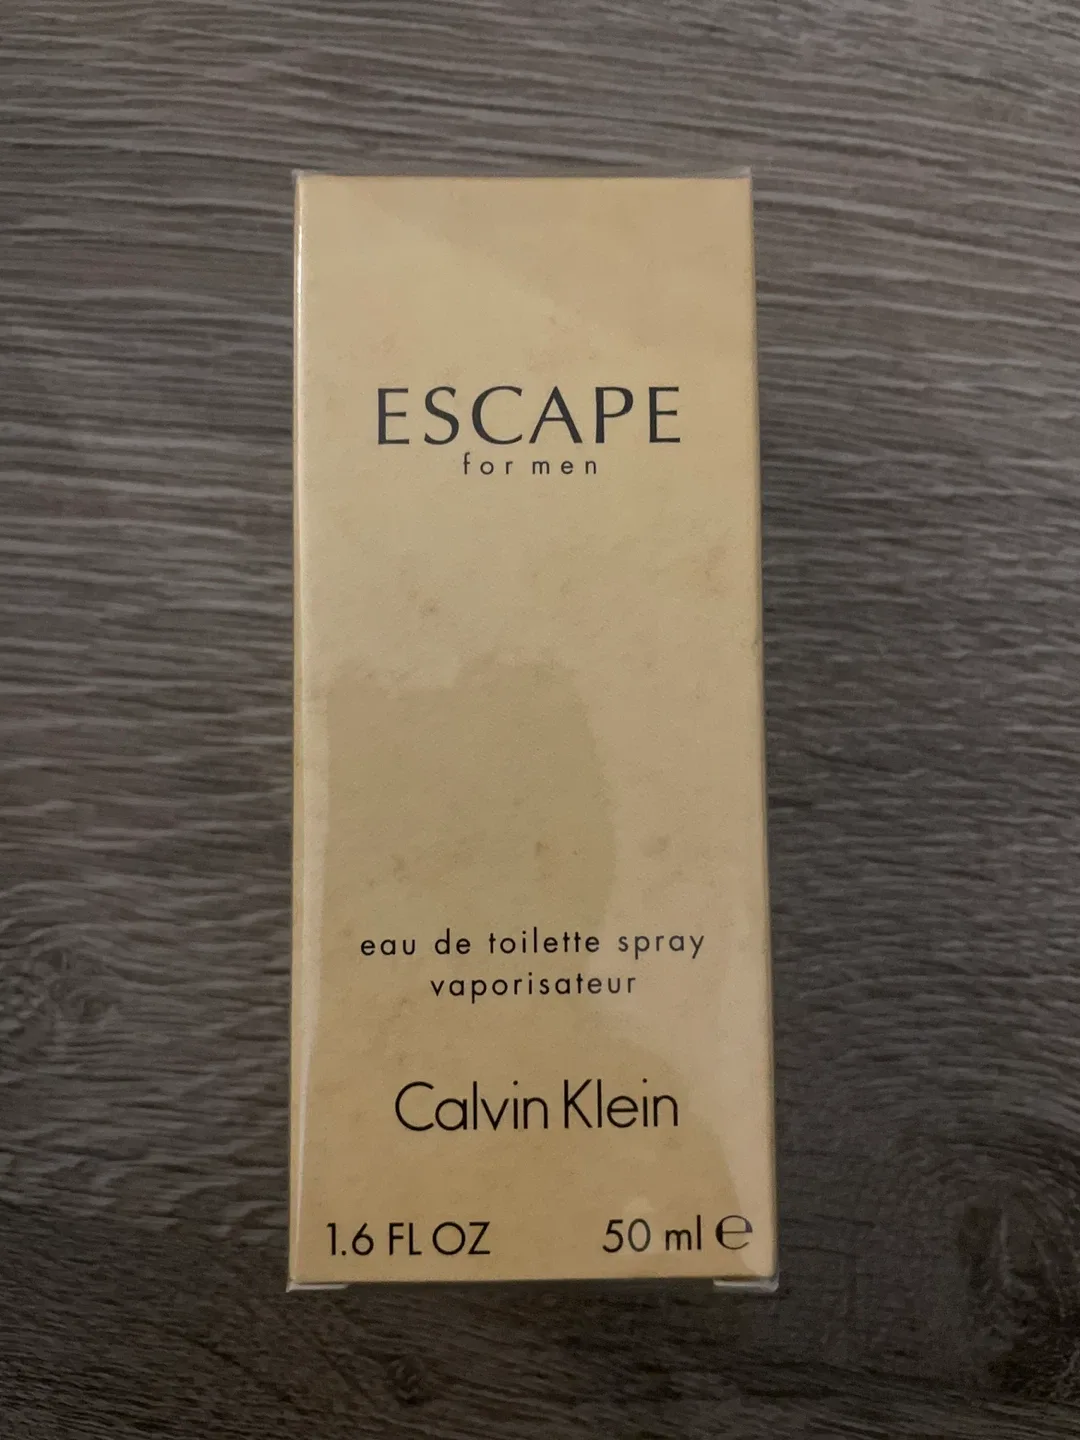 ESCAPE
for men
eau de toilette spray
vaporisateur
Calvin Klein
1.6 FL OZ 50 ml ℮